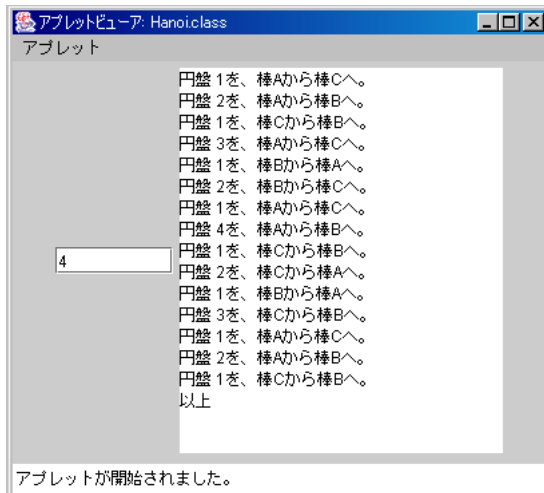 アプレットビューア: Hanoi.class
アプレット
円盤 1を、棒Aから棒Cへ。
円盤 2を、棒Aから棒Bへ。
円盤 1を、棒Cから棒Bへ。
円盤 3を、棒Aから棒Cへ。
円盤 1を、棒Bから棒Aへ。
円盤 2を、棒Bから棒Cへ。
円盤 1を、棒Aから棒Cへ。
円盤 4を、棒Aから棒Bへ。
円盤 1を、棒Cから棒Bへ。
円盤 2を、棒Cから棒Aへ。
円盤 1を、棒Bから棒Aへ。
円盤 3を、棒Cから棒Bへ。
円盤 1を、棒Aから棒Cへ。
円盤 2を、棒Aから棒Bへ。
円盤 1を、棒Cから棒Bへ。
以上
4
アプレットが開始されました。